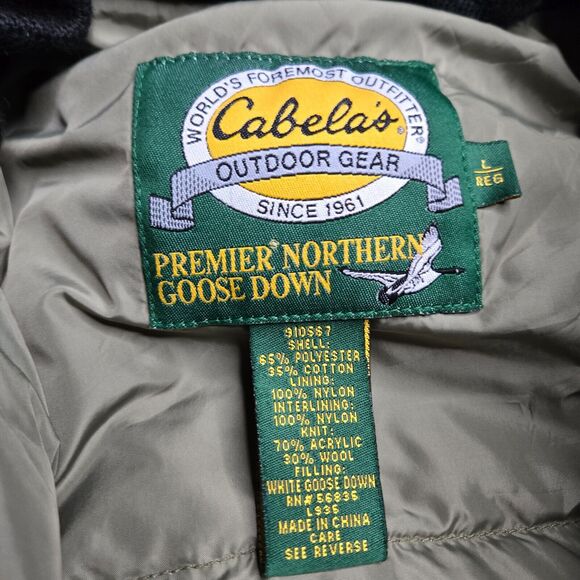 WORLD'S FOREMOST OUTFITTER®
Cabela's®
OUTDOOR GEAR
SINCE 1961
PREMIER NORTHERN
GOOSE DOWN
L
REG
910567
SHELL:
65% POLYESTER
35% COTTON
LINING:
100% NYLON
INTERLINING:
100% NYLON
KNIT:
70% ACRYLIC
30% WOOL
FILLING:
WHITE GOOSE DOWN
RN# 56835
L935
MADE IN CHINA
CARE
SEE REVERSE